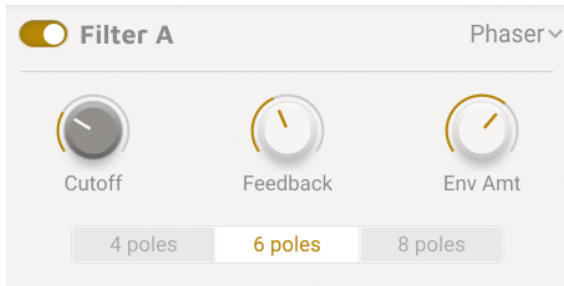 Filter A Phaser
Cutoff Feedback Env Amt
4 poles 6 poles 8 poles